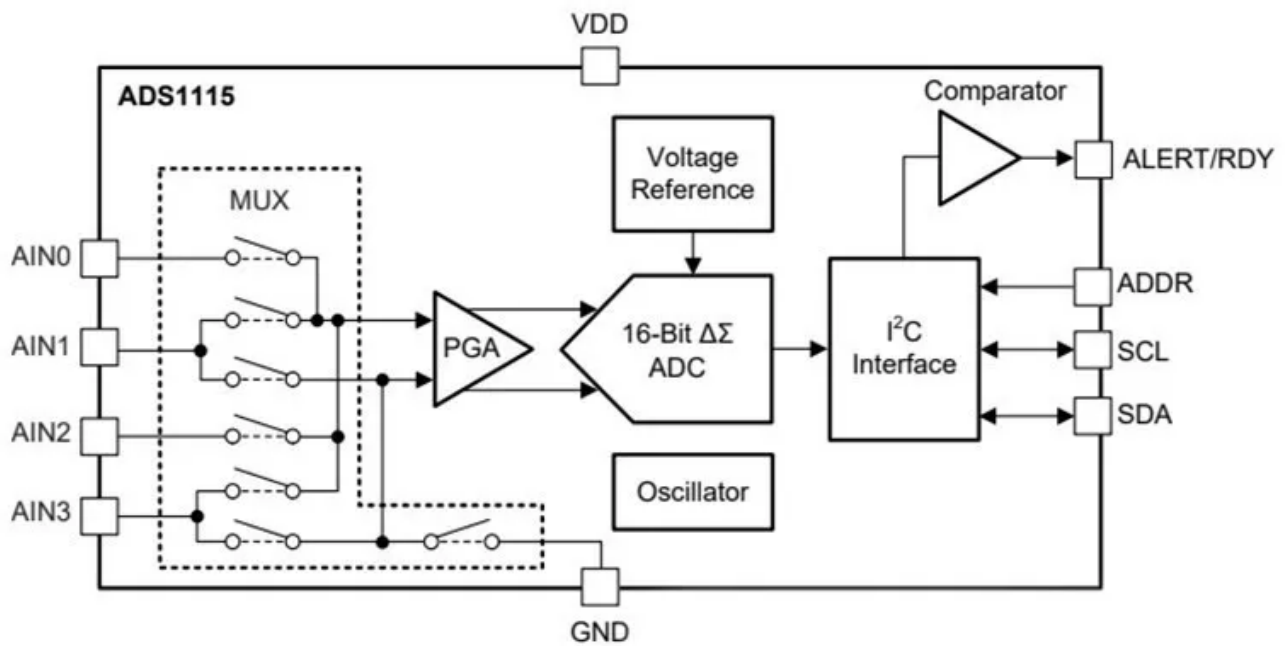 VDD
ADS1115
Comparator
Voltage
Reference
ALERT/RDY
MUX
AIN0
ADDR
AIN1
PGA
16-Bit ΔΣ
ADC
I²C
Interface
SCL
AIN2
SDA
AIN3
Oscillator
GND